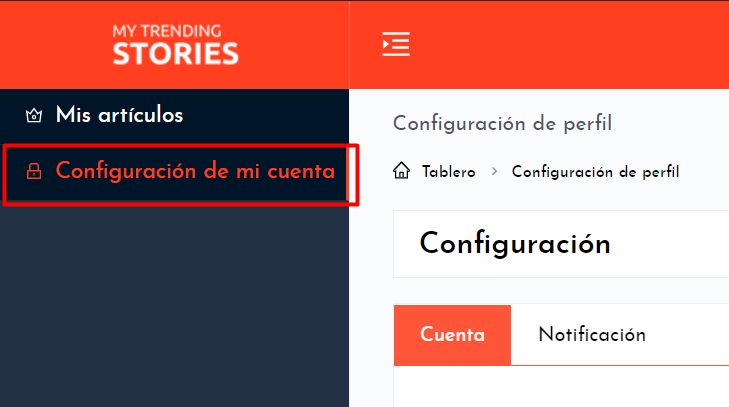 MY TRENDING
STORIES
Mis artículos
Configuración de mi cuenta
Configuración de perfil
Tablero > Configuración de perfil
Configuración
Cuenta Notificación